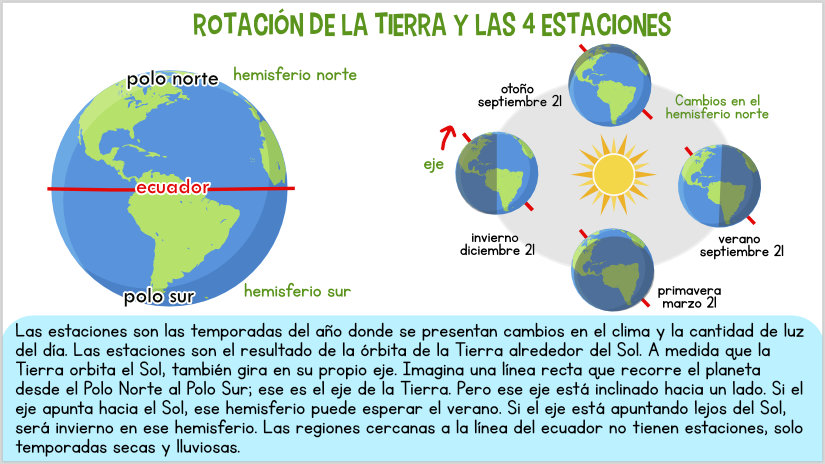 ROTACIÓN DE LA TIERRA Y LAS 4 ESTACIONES
polo norte
hemisferio norte
ecuador
polo sur
hemisferio sur
otoño
septiembre 21
Cambios en el
hemisferio norte
eje
invierno
diciembre 21
verano
septiembre 21
primavera
marzo 21
Las estaciones son las temporadas del año donde se presentan cambios en el clima y la cantidad de luz
del día. Las estaciones son el resultado de la órbita de la Tierra alrededor del Sol. A medida que la
Tierra orbita el Sol, también gira en su propio eje. Imagina una línea recta que recorre el planeta
desde el Polo Norte al Polo Sur; ese es el eje de la Tierra. Pero ese eje está inclinado hacia un lado. Si el
eje apunta hacia el Sol, ese hemisferio puede esperar el verano. Si el eje está apuntando lejos del Sol,
será invierno en ese hemisferio. Las regiones cercanas a la línea del ecuador no tienen estaciones, solo
temporadas secas y lluviosas.